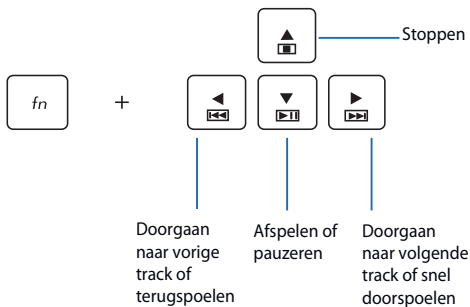 Stoppen
fn +
Doorgaan
naar vorige
track of
terugspoelen
Afspelen of
pauzeren
Doorgaan
naar volgende
track of snel
doorspoelen